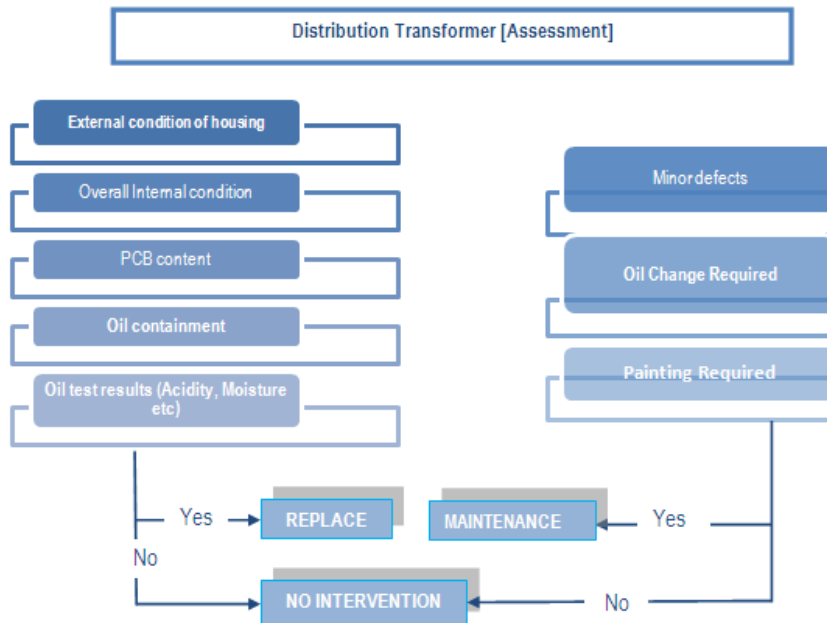 Distribution Transformer [Assessment]
External condition of housing
Overall Internal condition
PCB content
Oil containment
Oil test results (Acidity, Moisture
etc)
Minor defects
Oil Change Required
Painting Required
Yes
REPLACE
No
MAINTENANCE
Yes
NO INTERVENTION
No